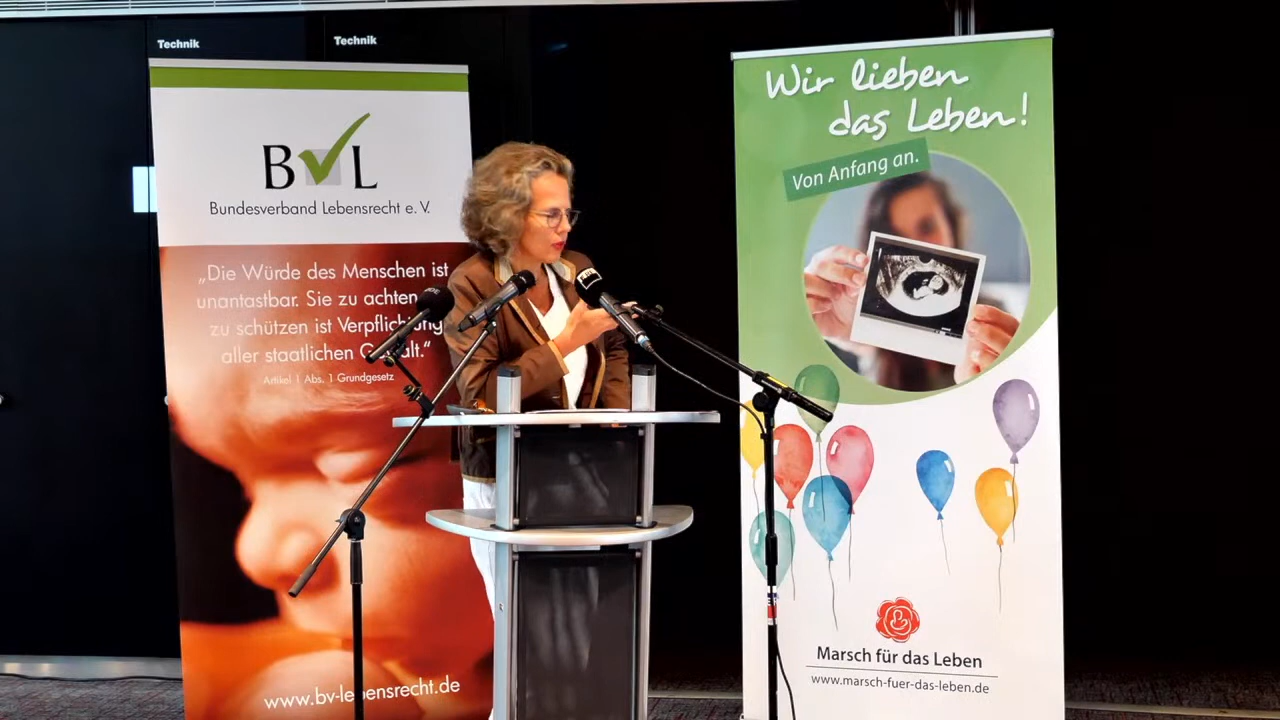 Technik
Technik
BVL
Bundesverband Lebensrecht e. V.
„Die Würde des Menschen ist
unantastbar. Sie zu achten
zu schützen ist Verpflichtung
aller staatlichen Gewalt.“
Artikel 1 Abs. 1 Grundgesetz
www.bv-lebensrecht.de
Wir lieben
das Leben!
Von Anfang an.
Marsch für das Leben
www.marsch-fuer-das-leben.de